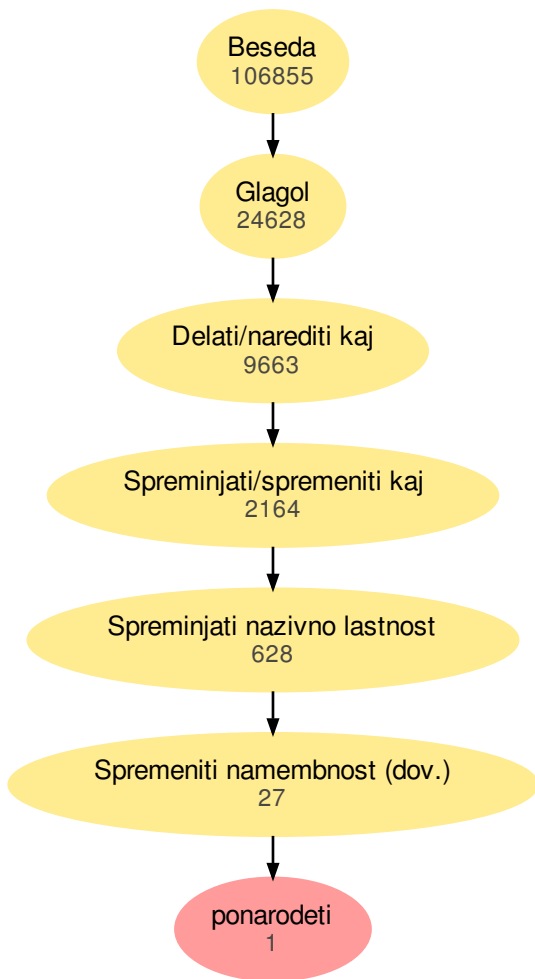 Beseda
106855
Glagol
24628
Delati/narediti kaj
9663
Spreminjati/spremeniti kaj
2164
Spreminjati nazivno lastnost
628
Spremeniti namembnost (dov.)
27
ponarodeti
1